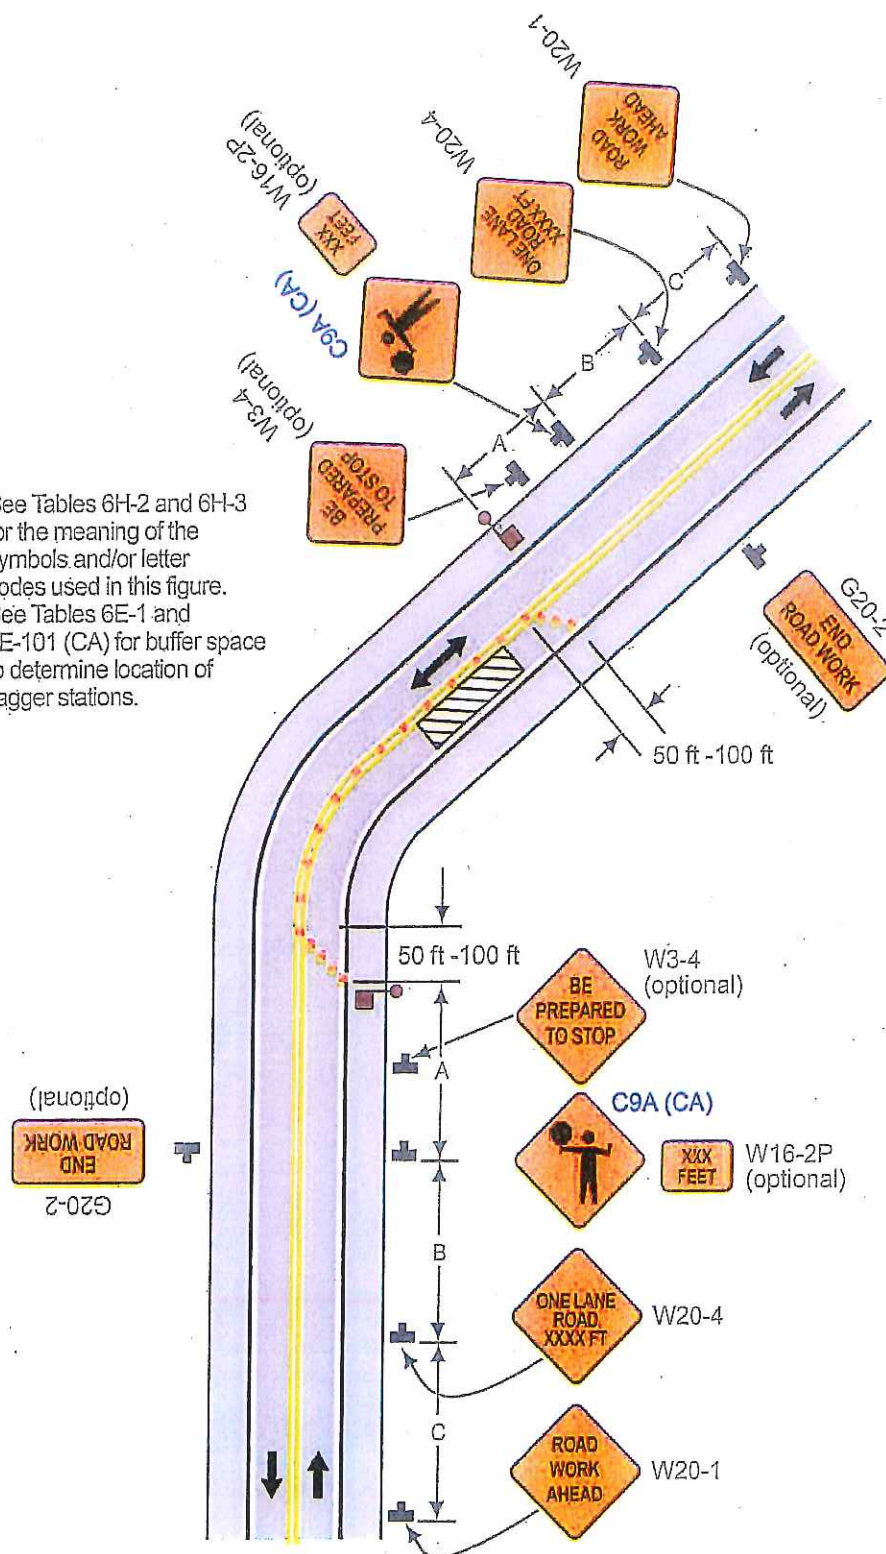 W20-1
ROAD
WORK
AHEAD
W20-4
ONE LANE
ROAD
XXXX FT
W16-2P
(optional)
XXX
FEET
C9A (CA)
W3-4
(optional)
BE
PREPARED
TO STOP
A
B
C
ee Tables 6H-2 and 6H-3
or the meaning of the
ymbols and/or letter
odes used in this figure.
ee Tables 6E-1 and
E-101 (CA) for buffer space
o determine location of
agger stations.
G20-2
END
ROAD WORK
(optional)
50 ft -100 ft
50 ft -100 ft
W3-4
(optional)
BE
PREPARED
TO STOP
A
C9A (CA)
XXX
FEET
W16-2P
(optional)
G20-2
END
ROAD WORK
(optional)
B
ONE LANE
ROAD
XXXX FT
W20-4
C
ROAD
WORK
AHEAD
W20-1